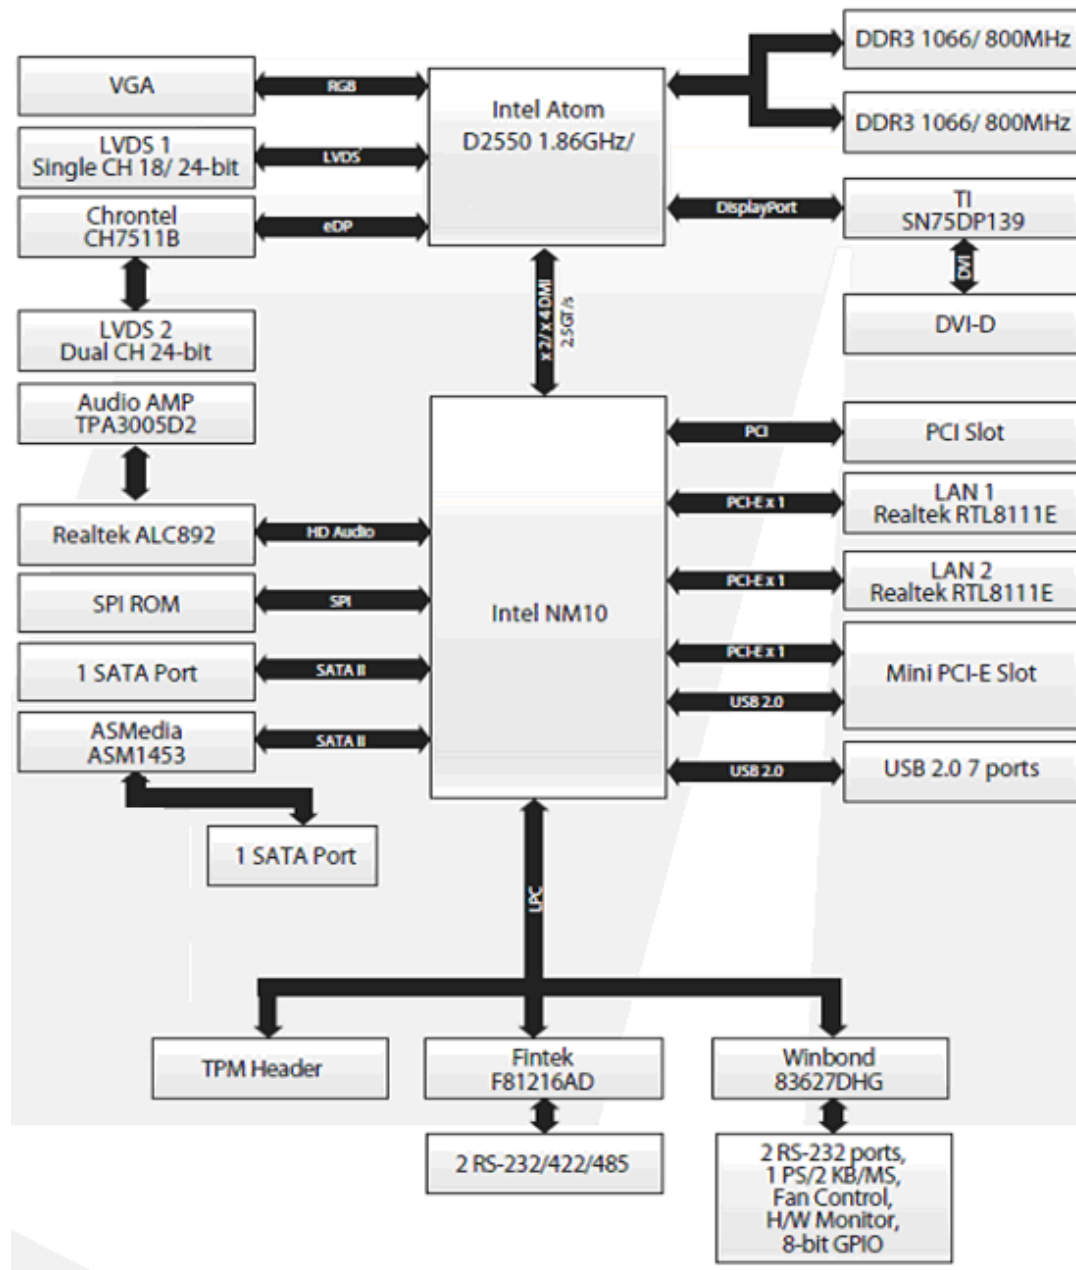 DDR3 1066/ 800MHz
VGA
RGB
Intel Atom
D2550 1.86GHz/
DDR3 1066/ 800MHz
LVDS 1
Single CH 18/ 24-bit
LVDS
Chrontel
CH7511B
eDP
DisplayPort
TI
SN75DP139
DVI
DVI-D
x 2/ x 4 DMI
2.5GT/s
LVDS 2
Dual CH 24-bit
Audio AMP
TPA3005D2
PCI
PCI Slot
Realtek ALC892
HD Audio
PCI-E x 1
LAN 1
Realtek RTL8111E
SPI ROM
SPI
Intel NM10
PCI-E x 1
LAN 2
Realtek RTL8111E
1 SATA Port
SATA II
PCI-E x 1
USB 2.0
Mini PCI-E Slot
ASMedia
ASM1453
SATA II
USB 2.0
USB 2.0 7 ports
1 SATA Port
LPC
TPM Header
Fintek
F81216AD
Winbond
83627DHG
2 RS-232/422/485
2 RS-232 ports,
1 PS/2 KB/MS,
Fan Control,
H/W Monitor,
8-bit GPIO